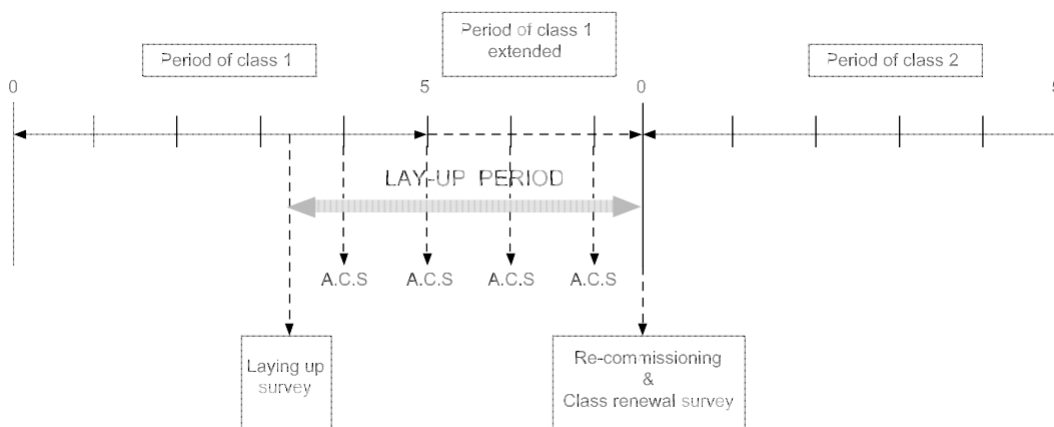 Period of class 1
Period of class 1
extended
Period of class 2
0
5
0
5
LAY-UP PERIOD
A.C.S
A.C.S
A.C.S
A.C.S
Laying up
survey
Re-commissioning
&
Class renewal survey